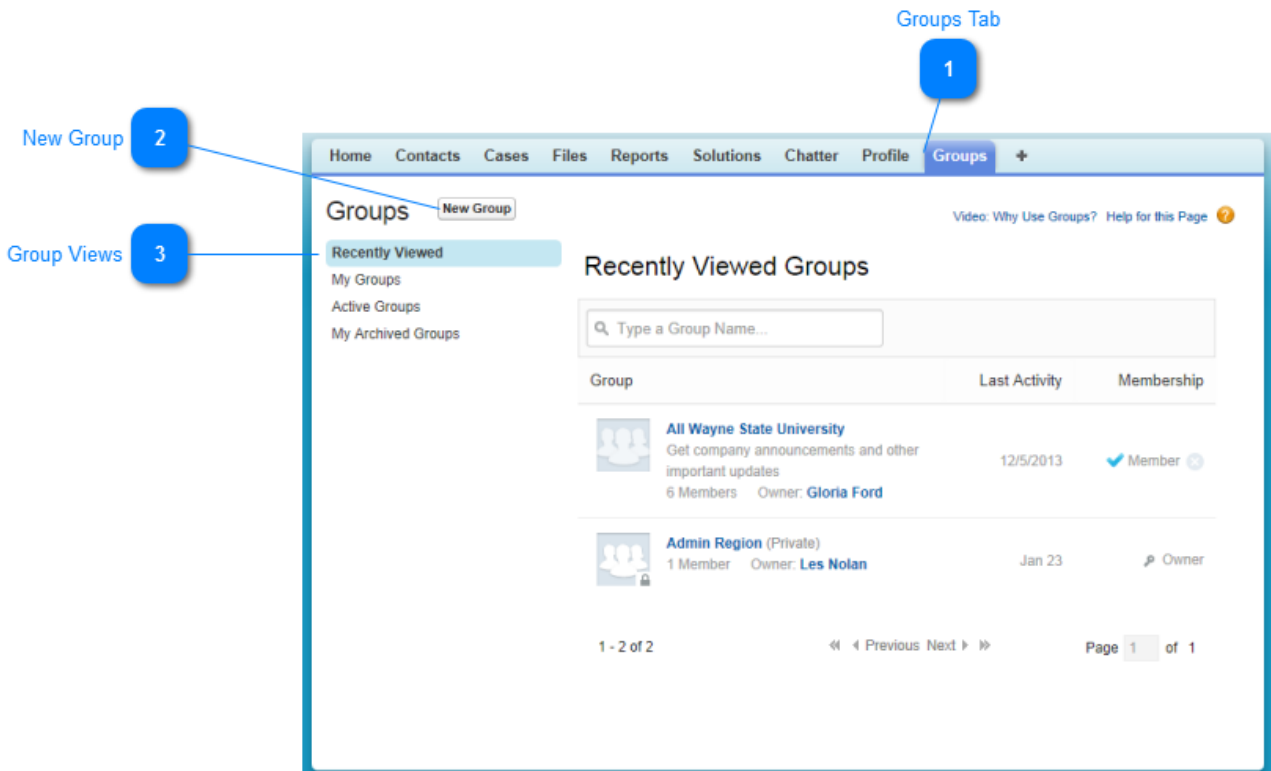 Groups Tab
1
New Group 2
Home Contacts Cases Files Reports Solutions Chatter Profile Groups +
Groups New Group
Video: Why Use Groups? Help for this Page ?
Group Views 3
Recently Viewed
My Groups
Active Groups
My Archived Groups
Recently Viewed Groups
Type a Group Name...
Group Last Activity Membership
All Wayne State University
Get company announcements and other
important updates
6 Members Owner: Gloria Ford
12/5/2013 Member
Admin Region (Private)
1 Member Owner: Les Nolan
Jan 23 Owner
1 - 2 of 2 Previous Next Page 1 of 1